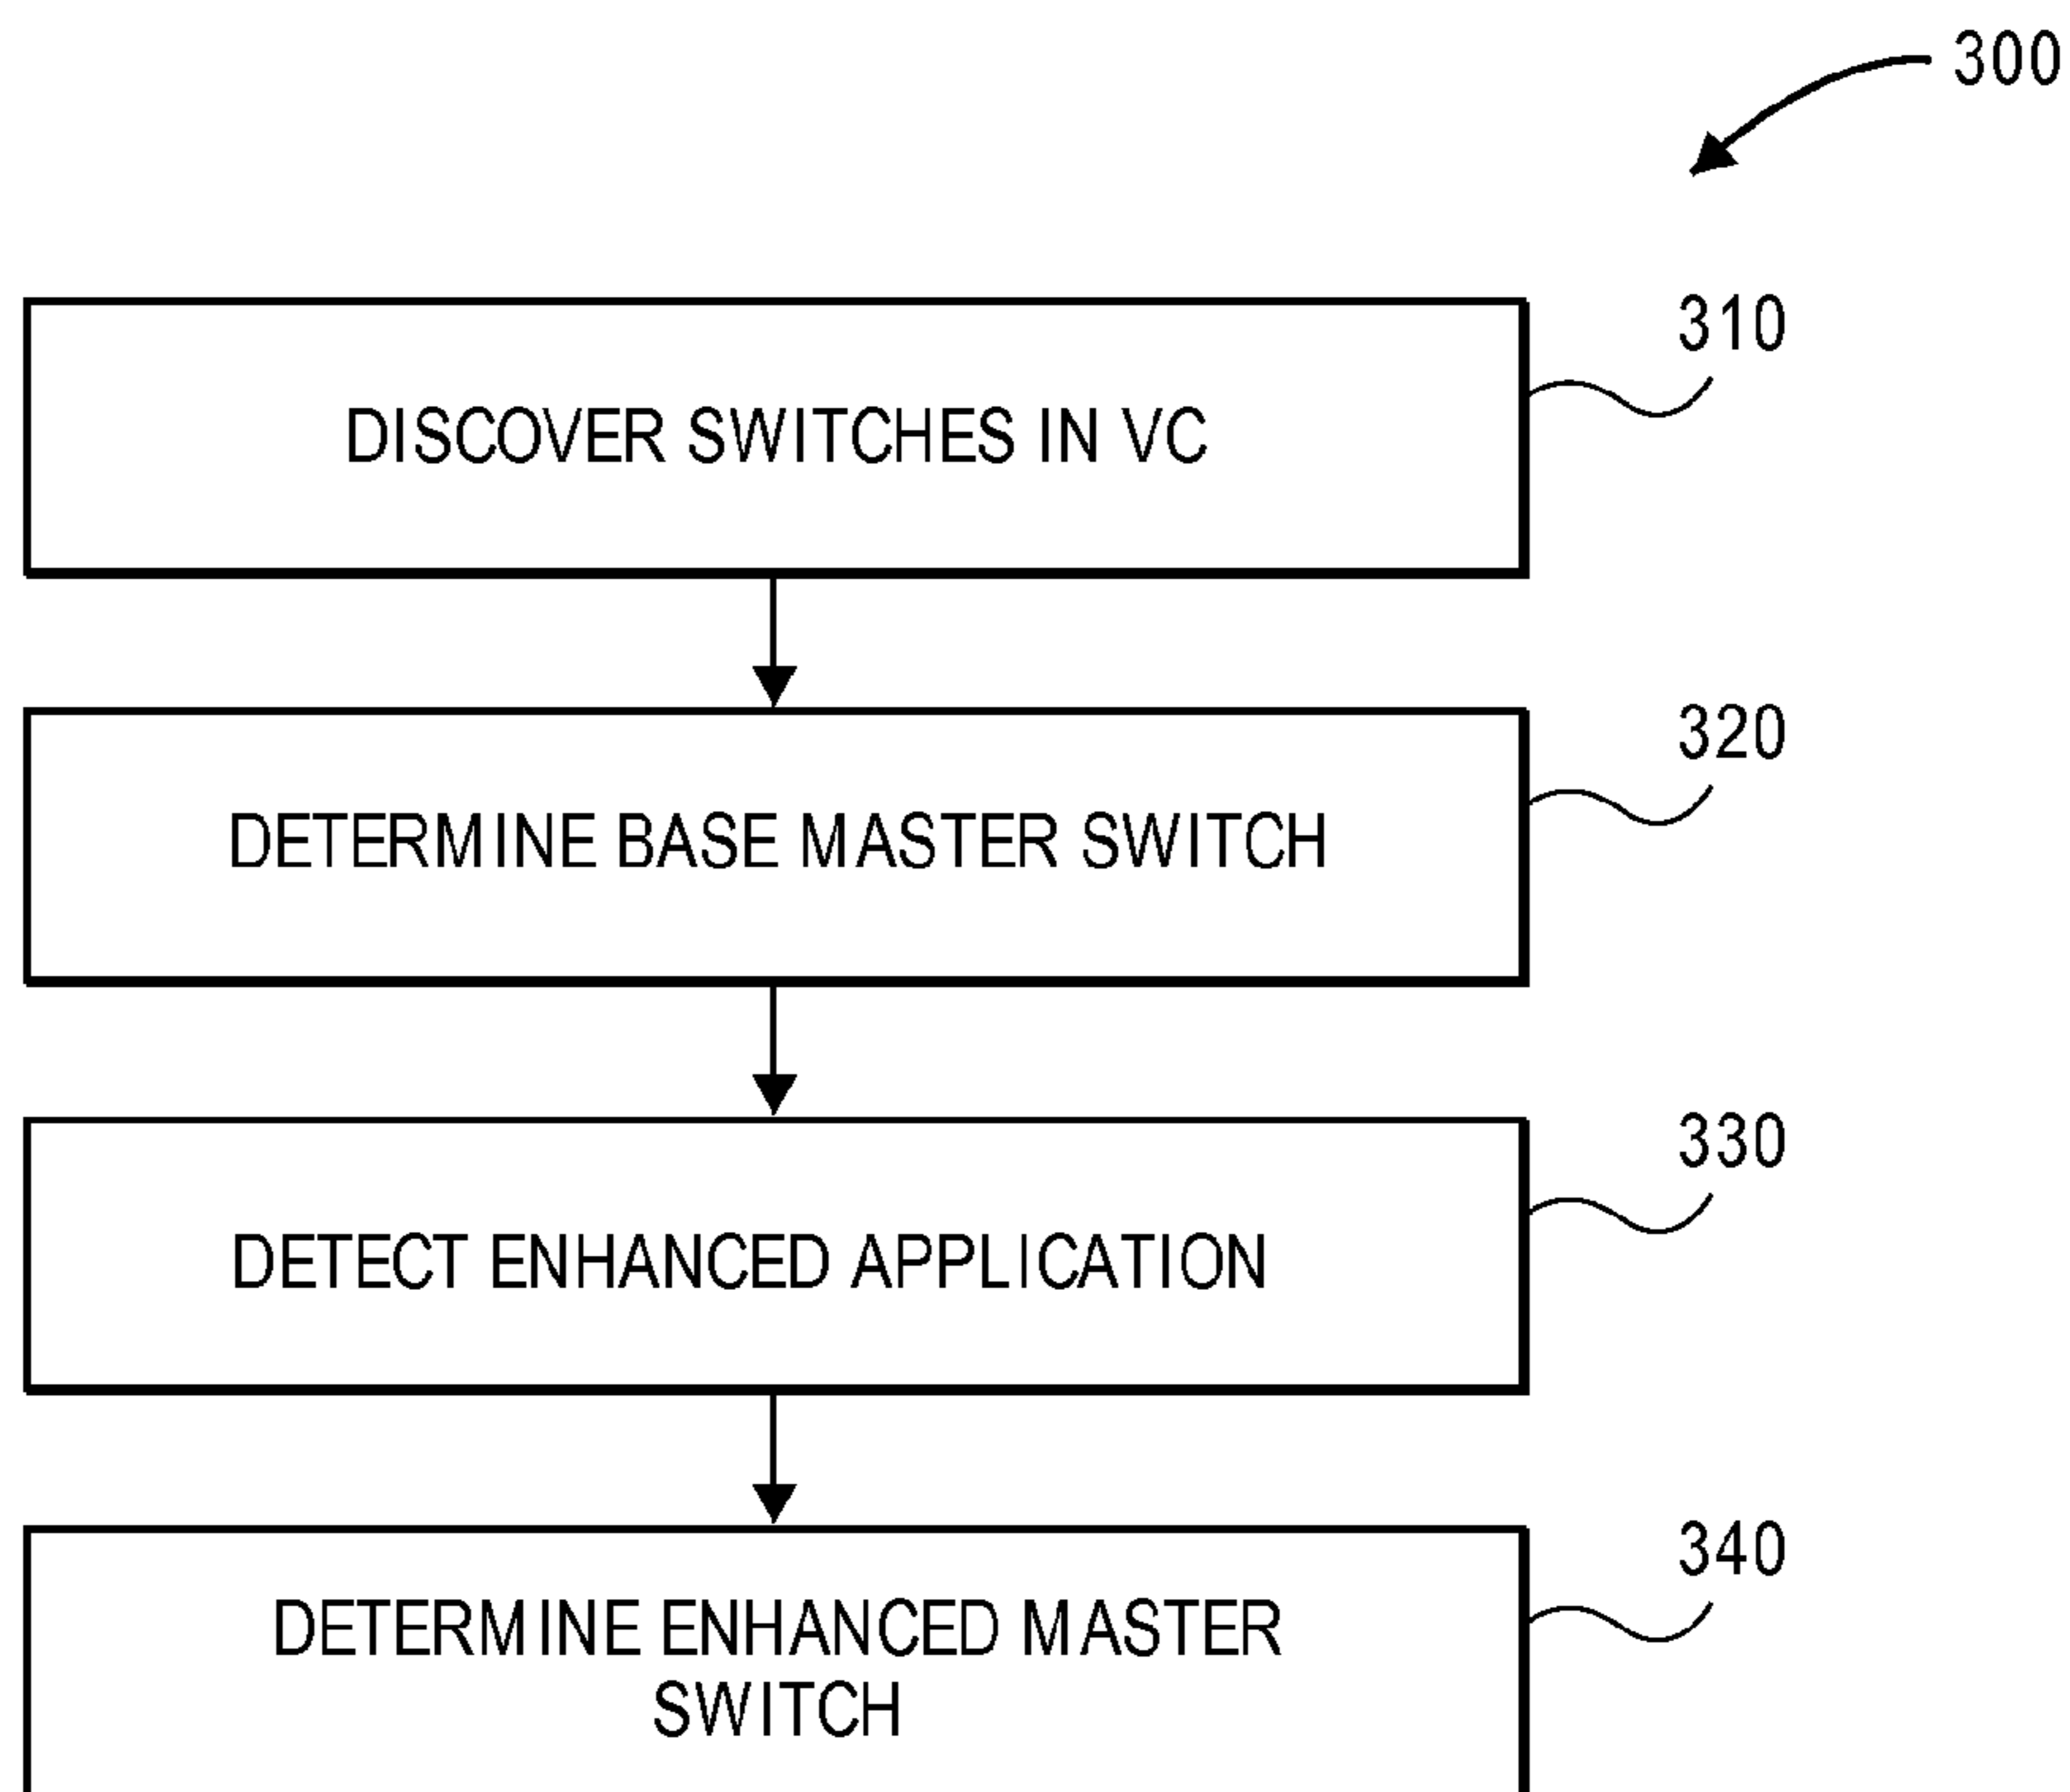 300
310
DISCOVER SWITCHES IN VC
320
DETERMINE BASE MASTER SWITCH
330
DETECT ENHANCED APPLICATION
340
DETERMINE ENHANCED MASTER
SWITCH